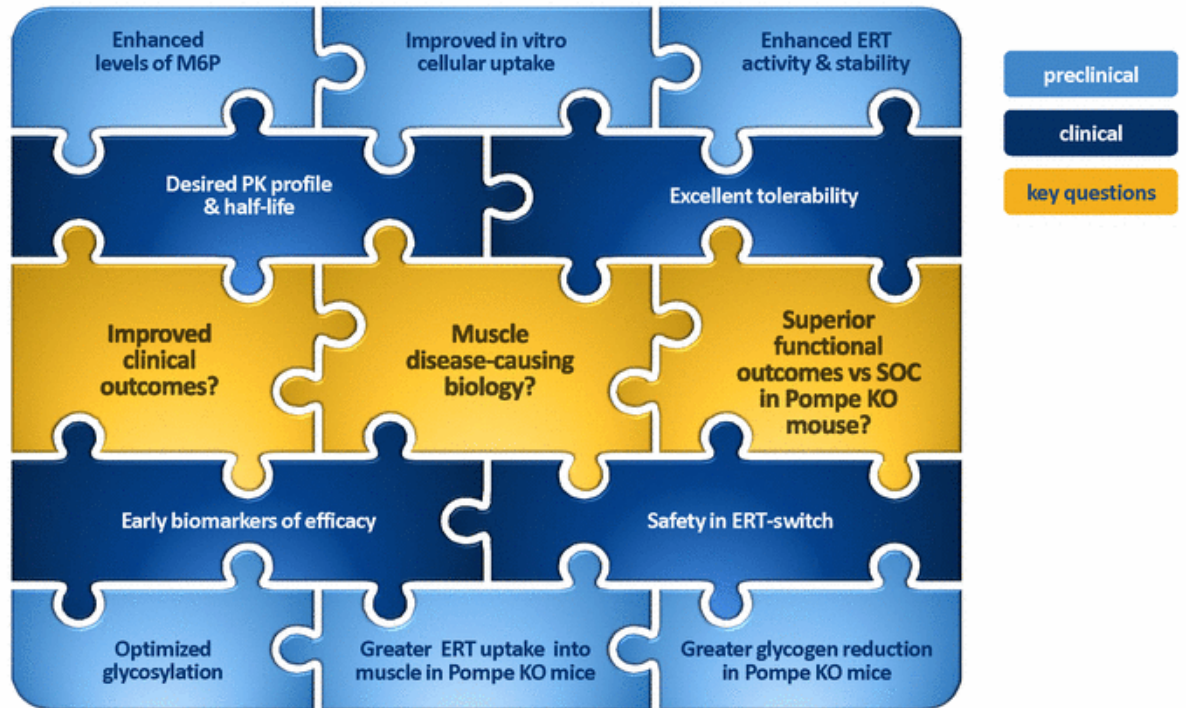 Enhanced
levels of M6P
Improved in vitro
cellular uptake
Enhanced ERT
activity & stability
preclinical
clinical
key questions
Desired PK profile
& half-life
Excellent tolerability
Improved
clinical
outcomes?
Muscle
disease-causing
biology?
Superior
functional
outcomes vs SOC
in Pompe KO
mouse?
Early biomarkers of efficacy
Safety in ERT-switch
Optimized
glycosylation
Greater ERT uptake into
muscle in Pompe KO mice
Greater glycogen reduction
in Pompe KO mice